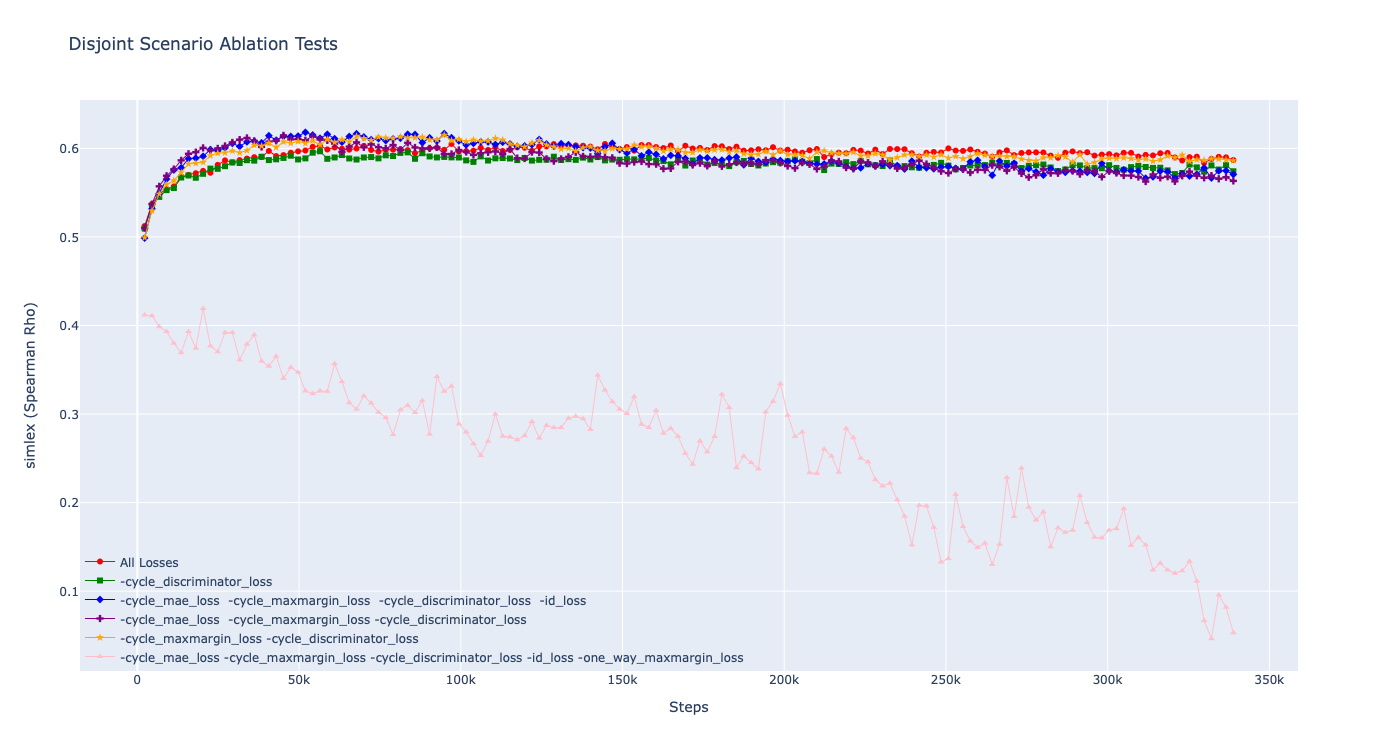 Disjoint Scenario Ablation Tests
simlex (Spearman Rho)
0.6
0.5
0.4
0.3
0.2
0.1
All Losses
-cycle_discriminator_loss
-cycle_mae_loss -cycle_maxmargin_loss -cycle_discriminator_loss -id_loss
-cycle_mae_loss -cycle_maxmargin_loss -cycle_discriminator_loss
-cycle_maxmargin_loss -cycle_discriminator_loss
-cycle_mae_loss -cycle_maxmargin_loss -cycle_discriminator_loss -id_loss -one_way_maxmargin_loss
0 50k 100k 150k 200k 250k 300k 350k
Steps